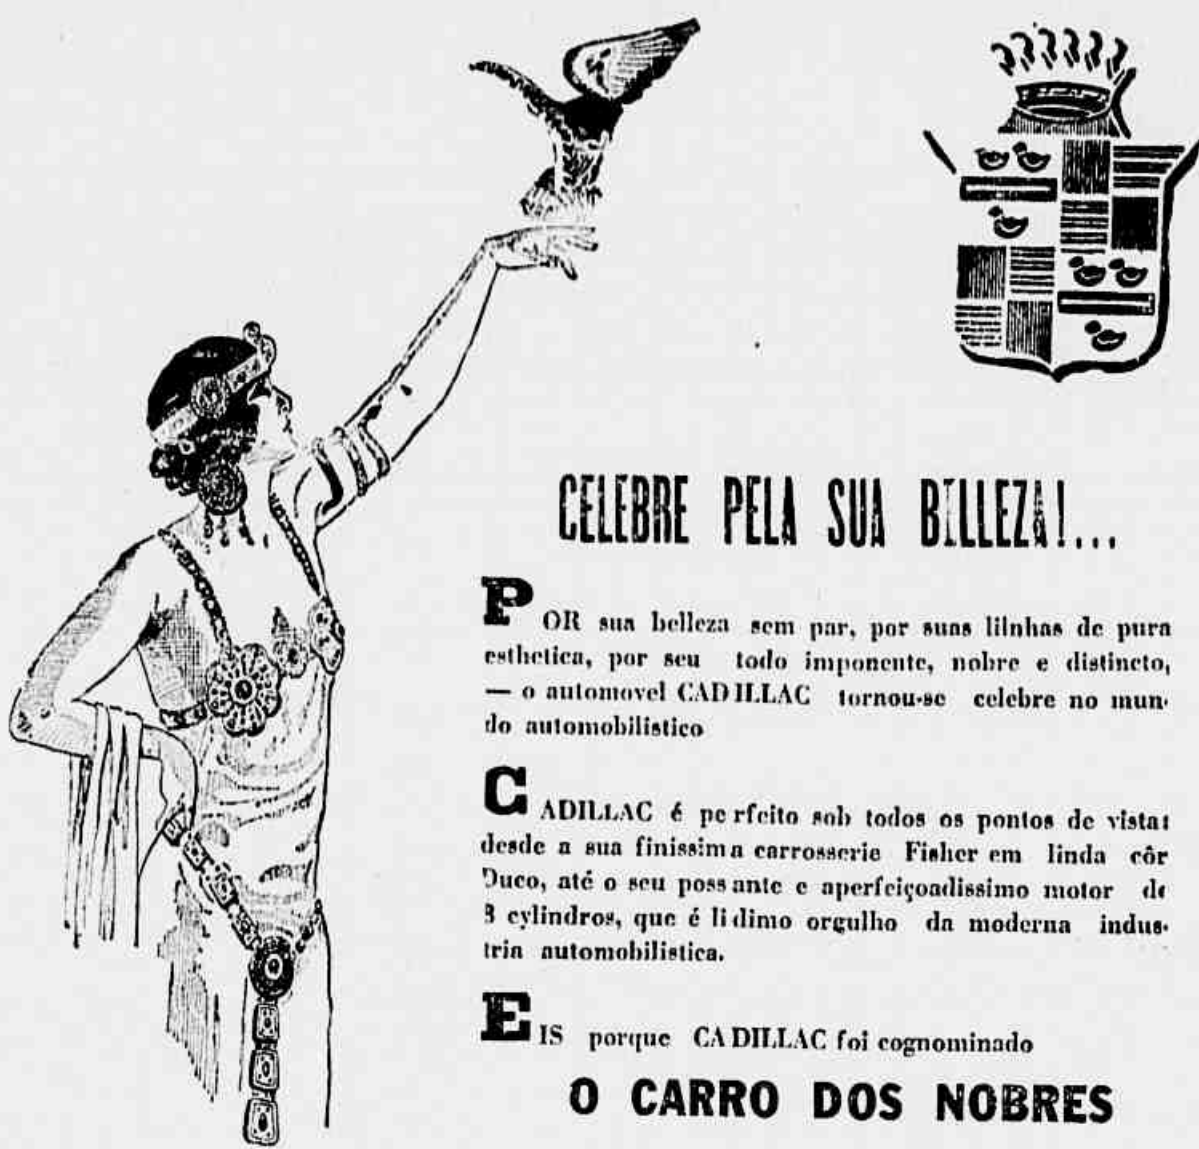 CELEBRE PELA SUA BILLEZA!...
POR sua belleza sem par, por suas lilnhas de pura
esthetica, por seu todo imponente, nobre e distincto,
— o automovel CADILLAC tornou-se celebre no mun-
do automobilistico
CADILLAC é perfeito sob todos os pontos de vista:
desde a sua finissima carrosserie Fisher em linda côr
Duco, até o seu possante e aperfeiçoadissimo motor de
8 cylindros, que é lidimo orgulho da moderna indus-
tria automobilistica.
EIS porque CADILLAC foi cognominado
O CARRO DOS NOBRES